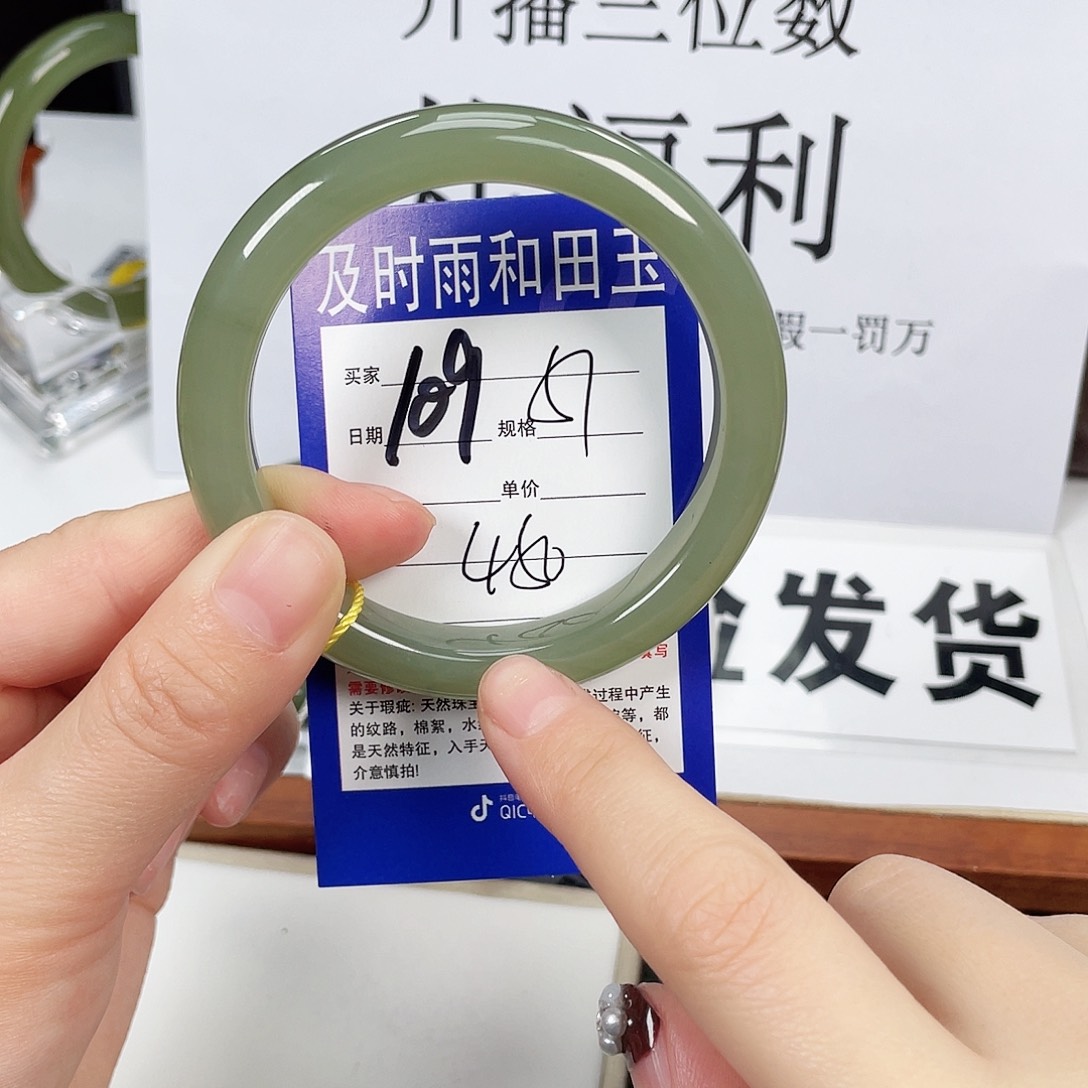 开播三位数
福利
假一罚万
及时雨和田玉
买家
109
日期
规格 57
单价
发货
需要修
关于瑕疵: 天然珠
过程中产生
的纹路，棉絮，水
等，都
是天然特征，入手
征，
介意慎拍!
QIC